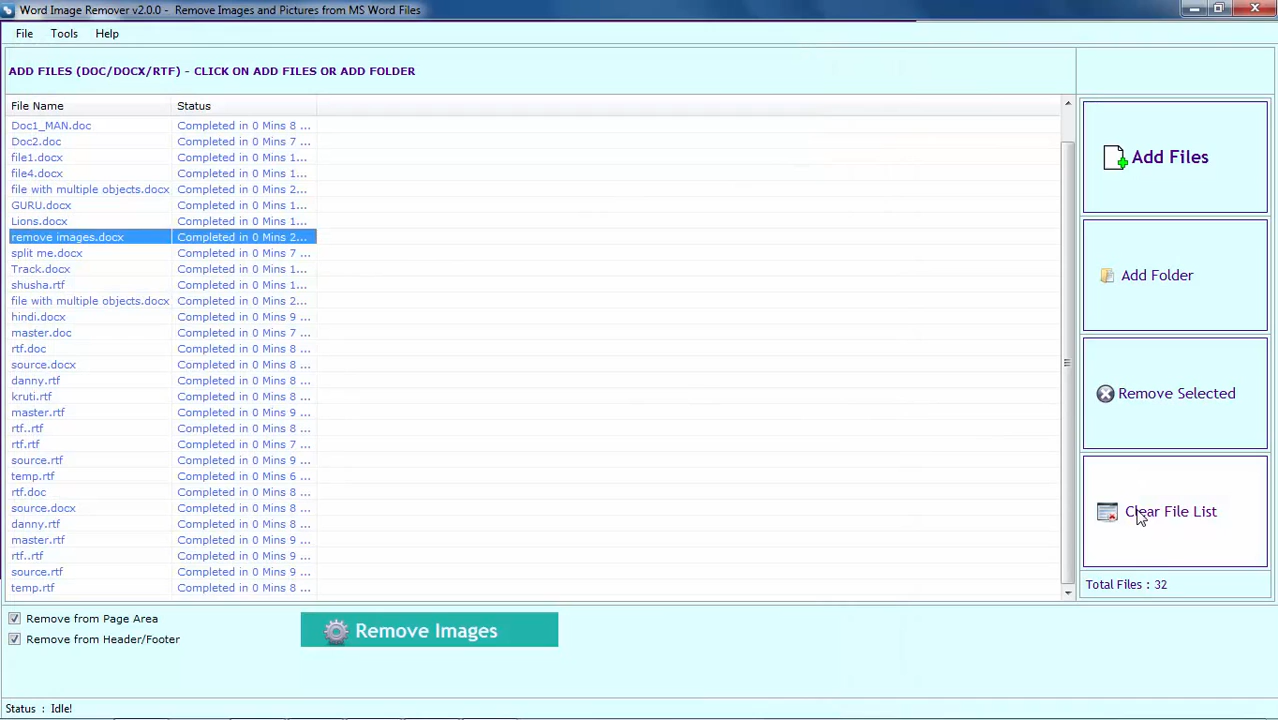 Word Image Remover v2.0.0 - Remove Images and Pictures from MS Word Files
File Tools Help
ADD FILES (DOC/DOCX/RTF) - CLICK ON ADD FILES OR ADD FOLDER
File Name Status
Doc1_MAN.doc Completed in 0 Mins 8 ...
Doc2.doc Completed in 0 Mins 7 ...
file1.docx Completed in 0 Mins 1...
file4.docx Completed in 0 Mins 1...
file with multiple objects.docx Completed in 0 Mins 2...
GURU.docx Completed in 0 Mins 1...
Lions.docx Completed in 0 Mins 1...
remove images.docx Completed in 0 Mins 2...
split me.docx Completed in 0 Mins 7 ...
Track.docx Completed in 0 Mins 1...
shusha.rtf Completed in 0 Mins 1...
file with multiple objects.docx Completed in 0 Mins 2...
hindi.docx Completed in 0 Mins 9 ...
master.doc Completed in 0 Mins 7 ...
rtf.doc Completed in 0 Mins 8 ...
source.docx Completed in 0 Mins 8 ...
danny.rtf Completed in 0 Mins 8 ...
kruti.rtf Completed in 0 Mins 8 ...
master.rtf Completed in 0 Mins 9 ...
rtf..rtf Completed in 0 Mins 8 ...
rtf.rtf Completed in 0 Mins 7 ...
source.rtf Completed in 0 Mins 9 ...
temp.rtf Completed in 0 Mins 6 ...
rtf.doc Completed in 0 Mins 8 ...
source.docx Completed in 0 Mins 8 ...
danny.rtf Completed in 0 Mins 8 ...
master.rtf Completed in 0 Mins 9 ...
rtf..rtf Completed in 0 Mins 9 ...
source.rtf Completed in 0 Mins 9 ...
temp.rtf Completed in 0 Mins 8 ...
Add Files
Add Folder
Remove Selected
Clear File List
Total Files : 32
Remove from Page Area
Remove from Header/Footer
Remove Images
Status : Idle!